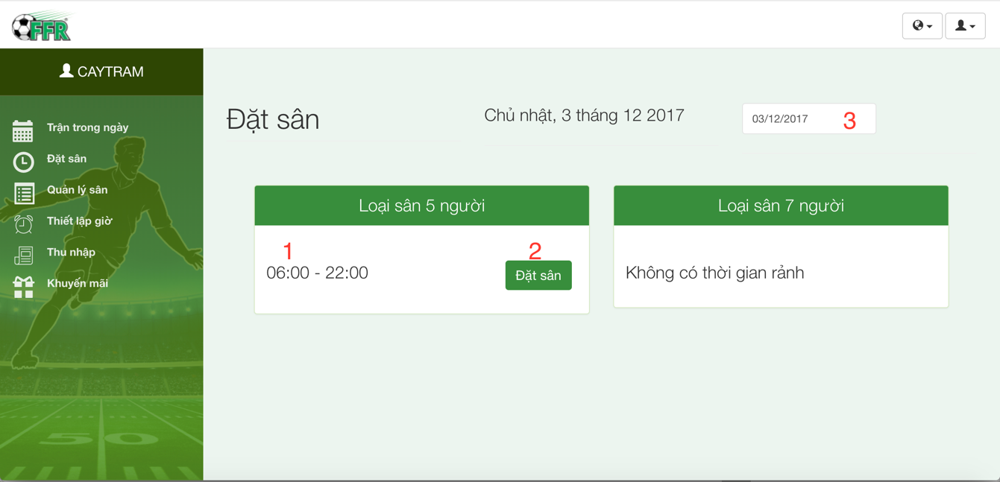 FFR
CAYTRAM
Trận trong ngày
Đặt sân
Quản lý sân
Thiết lập giờ
Thu nhập
Khuyến mãi
Đặt sân
Chủ nhật, 3 tháng 12 2017
03/12/2017
3
Loại sân 5 người
1
2
06:00 - 22:00
Đặt sân
Loại sân 7 người
Không có thời gian rảnh
50